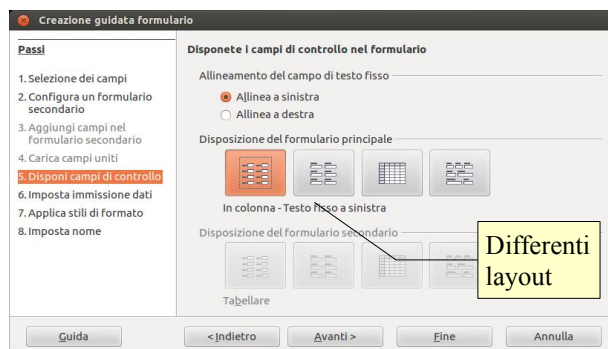 Creazione guidata formulario
Passi
1. Selezione dei campi
2. Configura un formulario
secondario
3. Aggiungi campi nel
formulario secondario
4. Carica campi uniti
5. Disponi campi di controllo
6. Imposta immissione dati
7. Applica stili di formato
8. Imposta nome
Disponete i campi di controllo nel formulario
Allineamento del campo di testo fisso
Allinea a sinistra
Allinea a destra
Disposizione del formulario principale
In colonna - Testo fisso a sinistra
Disposizione del formulario secondario
Tabellare
Differenti
layout
Guida
< Indietro
Avanti >
Fine
Annulla